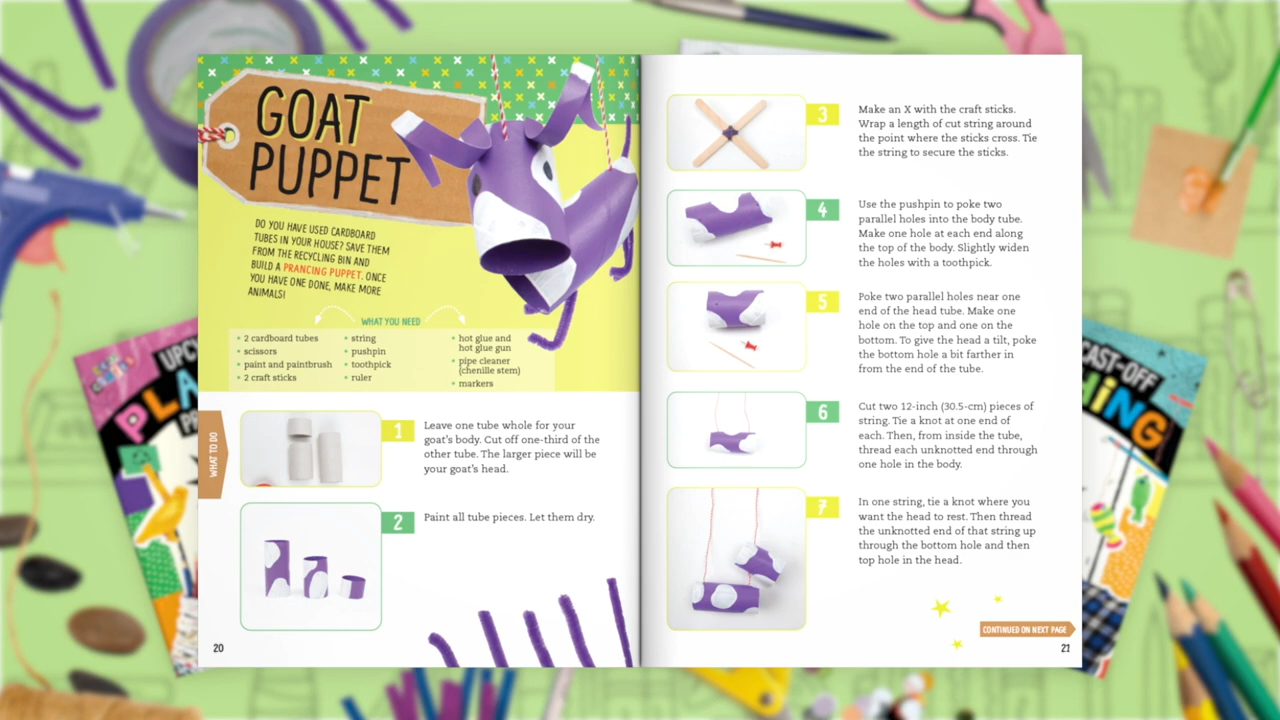 GOAT
PUPPET
DO YOU HAVE USED CARDBOARD
TUBES IN YOUR HOUSE? SAVE THEM
FROM THE RECYCLING BIN AND
BUILD A PRANCING PUPPET. ONCE
YOU HAVE ONE DONE, MAKE MORE
ANIMALS!
WHAT YOU NEED
• 2 cardboard tubes
• scissors
• paint and paintbrush
• 2 craft sticks
• string
• pushpin
• toothpick
• ruler
• hot glue and
hot glue gun
• pipe cleaner
(chenille stem)
• markers
WHAT TO DO
1
Leave one tube whole for your
goat's body. Cut off one-third of the
other tube. The larger piece will be
your goat's head.
2
Paint all tube pieces. Let them dry.
20
3
Make an X with the craft sticks.
Wrap a length of cut string around
the point where the sticks cross. Tie
the string to secure the sticks.
4
Use the pushpin to poke two
parallel holes into the body tube.
Make one hole at each end along
the top of the body. Slightly widen
the holes with a toothpick.
5
Poke two parallel holes near one
end of the head tube. Make one
hole on the top and one on the
bottom. To give the head a tilt, poke
the bottom hole a bit farther in
from the end of the tube.
6
Cut two 12-inch (30.5-cm) pieces of
string. Tie a knot at one end of
each. Then, from inside the tube,
thread each unknotted end through
one hole in the body.
7
In one string, tie a knot where you
want the head to rest. Then thread
the unknotted end of that string up
through the bottom hole and then
top hole in the head.
CONTINUED ON NEXT PAGE
21
UPCY
PLA
CAST-OFF
HING